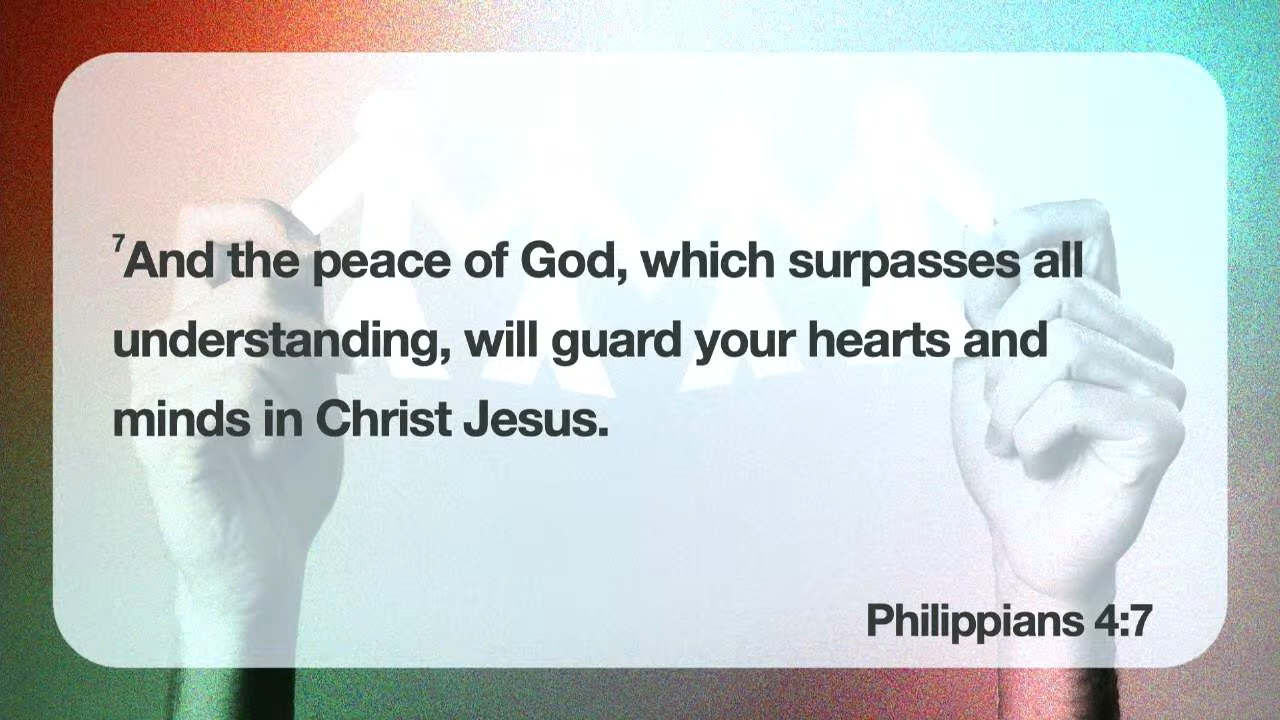 ⁷And the peace of God, which surpasses all
understanding, will guard your hearts and
minds in Christ Jesus.
Philippians 4:7